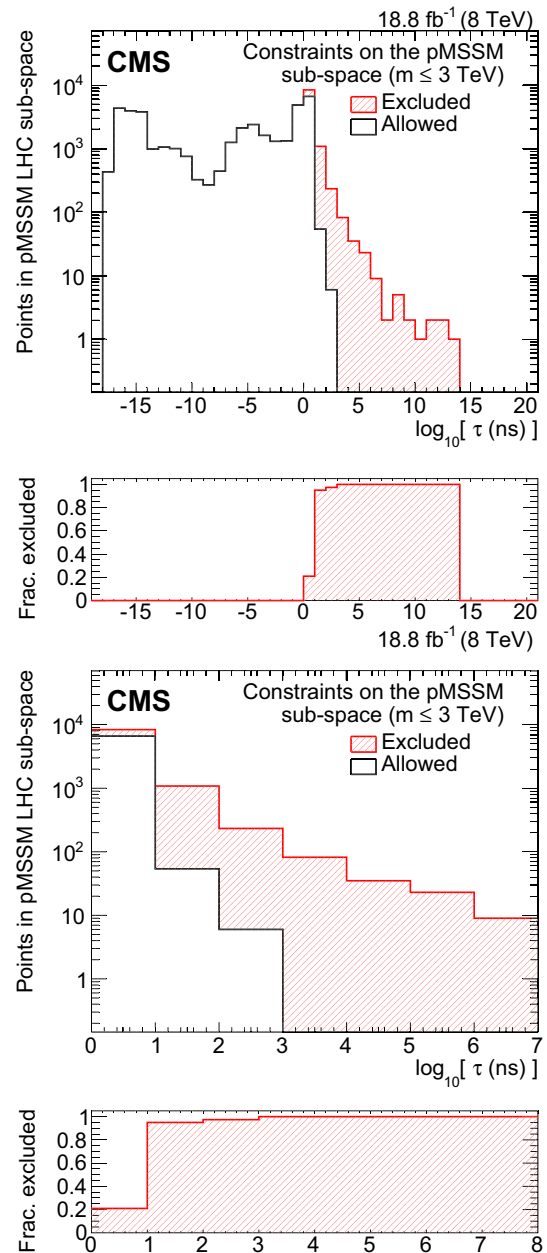 18.8 fb⁻¹ (8 TeV)
CMS
Constraints on the pMSSM
sub-space (m ≤ 3 TeV)
Excluded
Allowed
Points in pMSSM LHC sub-space
10⁴
10³
10²
10
1
-15 -10 -5 0 5 10 15 20
log₁₀[ τ (ns) ]
Frac. excluded
1
0.8
0.6
0.4
0.2
0
-15 -10 -5 0 5 10 15 20
18.8 fb⁻¹ (8 TeV)
CMS
Constraints on the pMSSM
sub-space (m ≤ 3 TeV)
Excluded
Allowed
Points in pMSSM LHC sub-space
10⁴
10³
10²
10
1
0 1 2 3 4 5 6 7
log₁₀[ τ (ns) ]
Frac. excluded
1
0.8
0.6
0.4
0.2
0
0 1 2 3 4 5 6 7 8